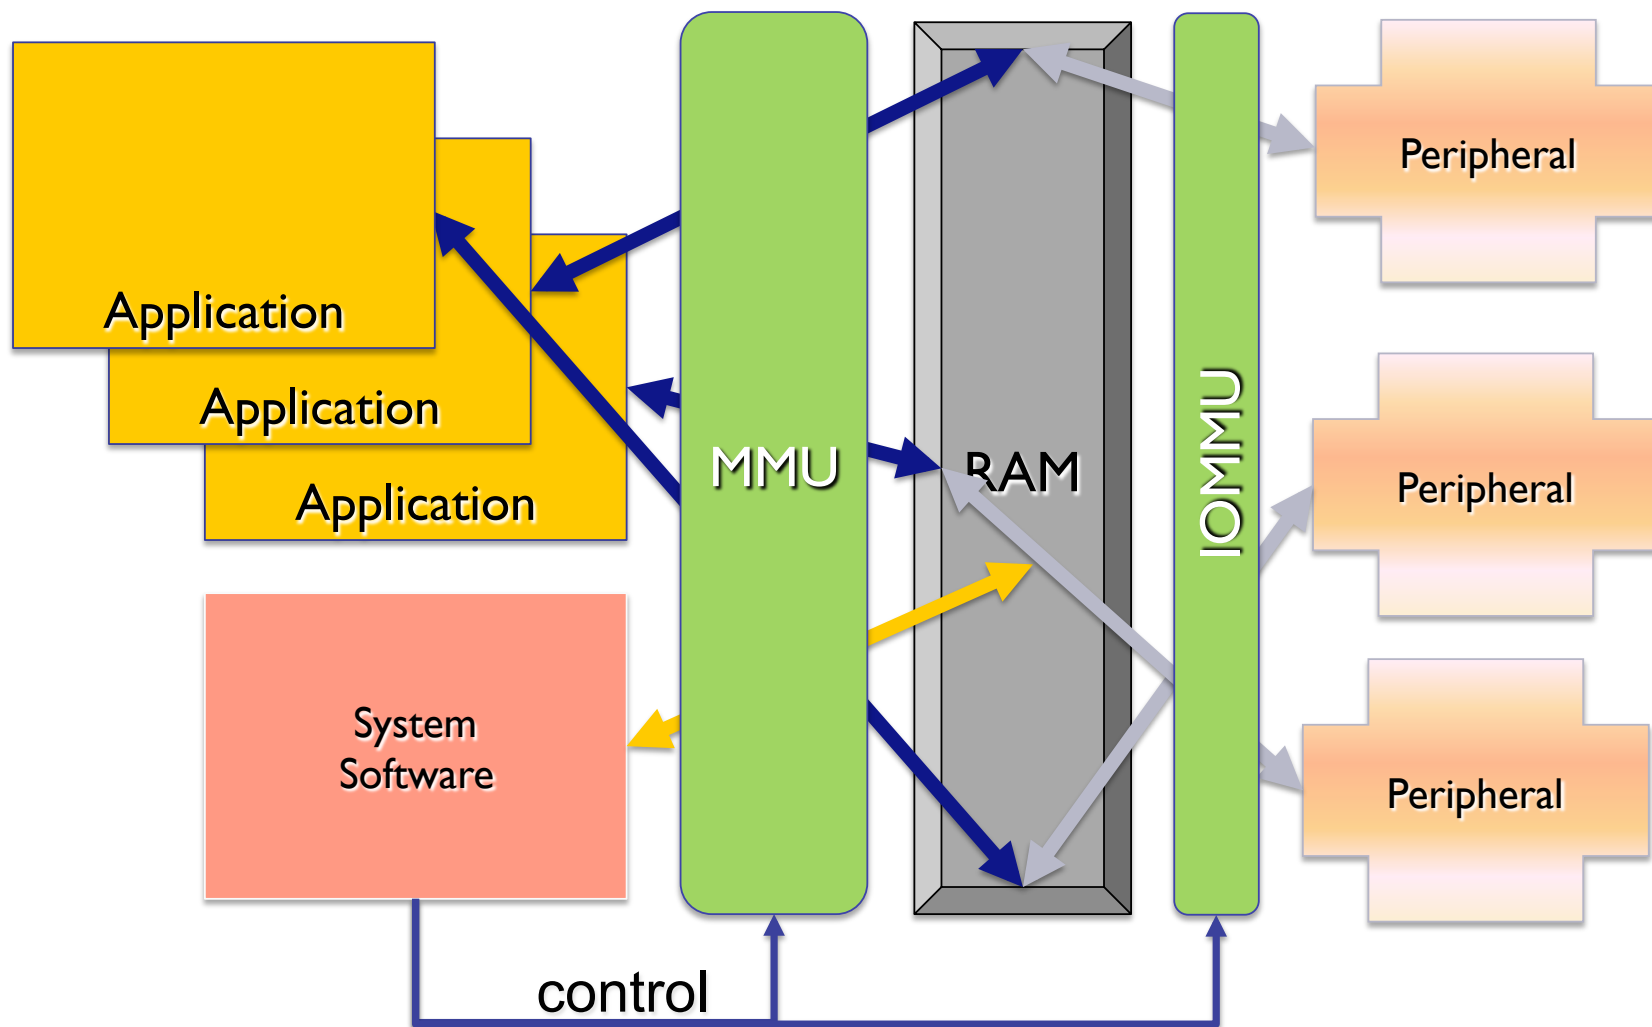 Application
Application
Application
System
Software
control
MMU
RAM
IOMMU
Peripheral
Peripheral
Peripheral